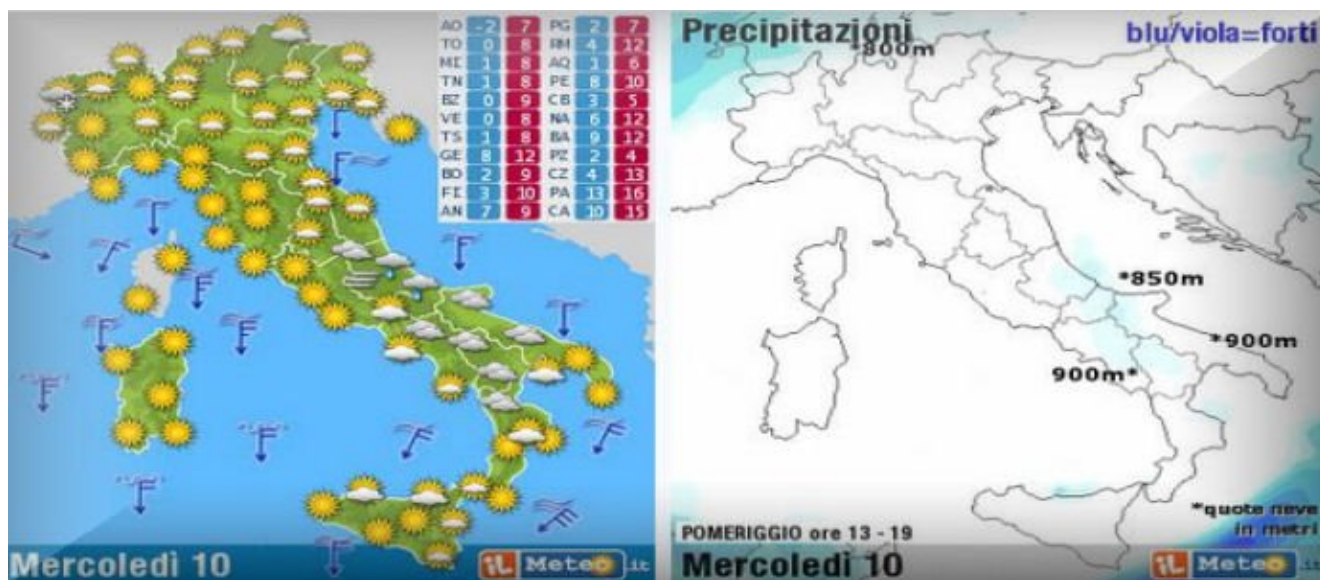 AO -2 7 PG 2 7
TO 0 8 RM 4 12
MI 1 8 AQ 1 6
TN 1 8 PE 8 10
BZ 0 9 CB 3 5
VE 0 8 NA 6 12
TS 1 8 BA 9 12
GE 8 12 PZ 2 4
BO 2 9 CZ 4 13
FI 3 10 PA 13 16
AN 7 9 CA 10 15
Mercoledì 10
iL Meteo.it
Precipitazioni
blu/viola=forti
*800m
*850m
*900m
900m*
*quote neve
in metri
POMERIGGIO ore 13 - 19
Mercoledì 10
iL Meteo.it